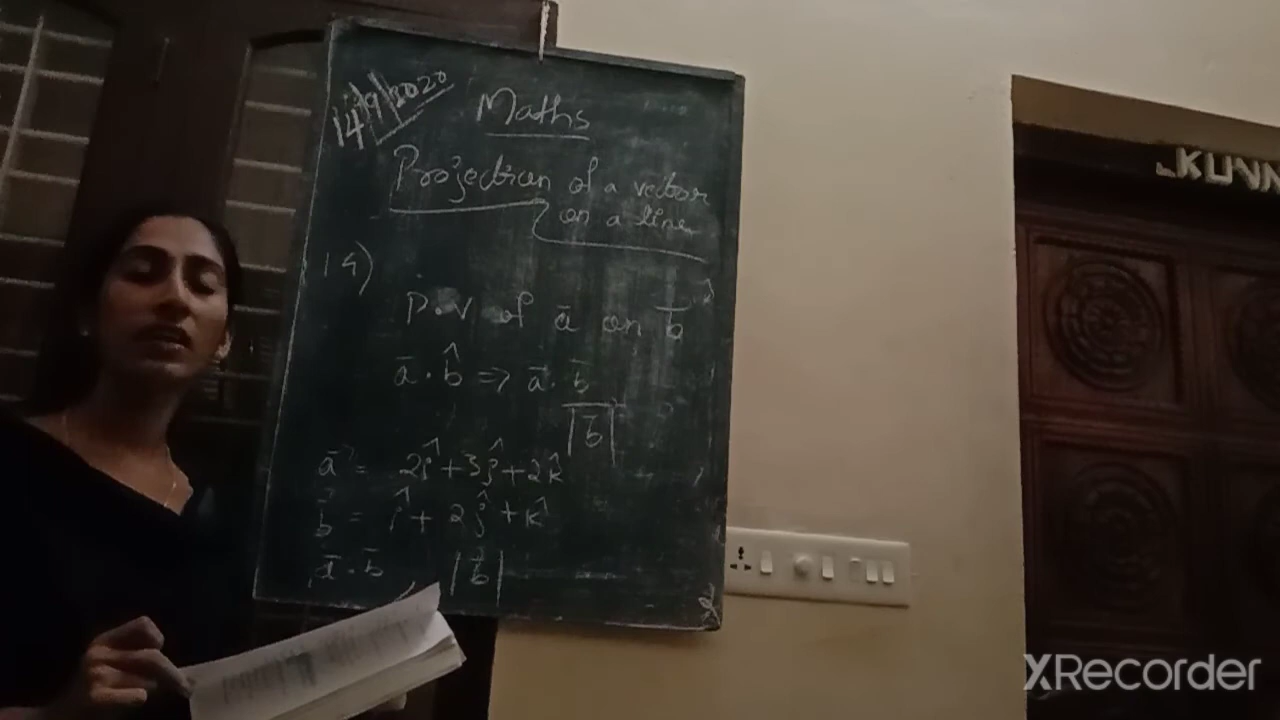 14/9/2020
Maths
Projection of a vector
on a line
14)
P.V of a̅ on b̅
a̅ . b̂ => a̅ . b̅
|b̅|
a⃗ = 2î+3ĵ+2k̂
b⃗ = î + 2ĵ + k̂
a̅ . b̅ |b⃗|
KUNN
XRecorder